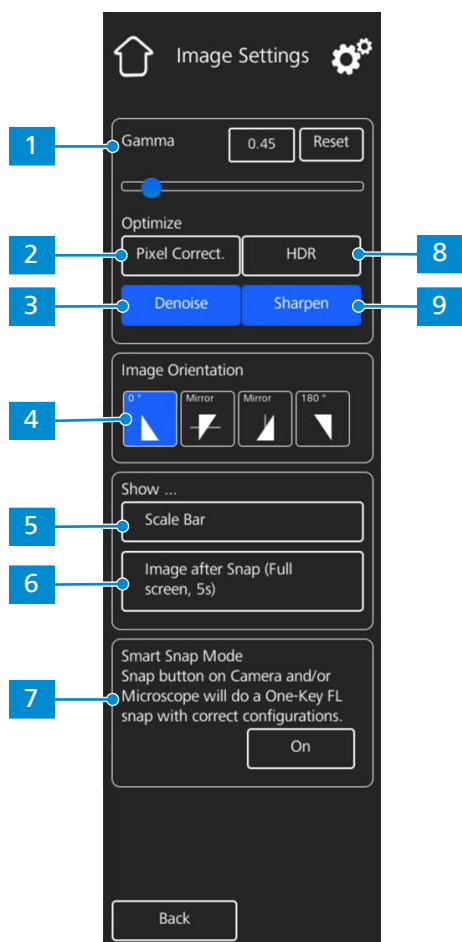 Image Settings
1
Gamma
0.45
Reset
Optimize
2
Pixel Correct.
HDR
8
3
Denoise
Sharpen
9
Image Orientation
4
0 °
Mirror
Mirror
180 °
Show ...
5
Scale Bar
6
Image after Snap (Full
screen, 5s)
Smart Snap Mode
Snap button on Camera and/or
7
Microscope will do a One-Key FL
snap with correct configurations.
On
Back